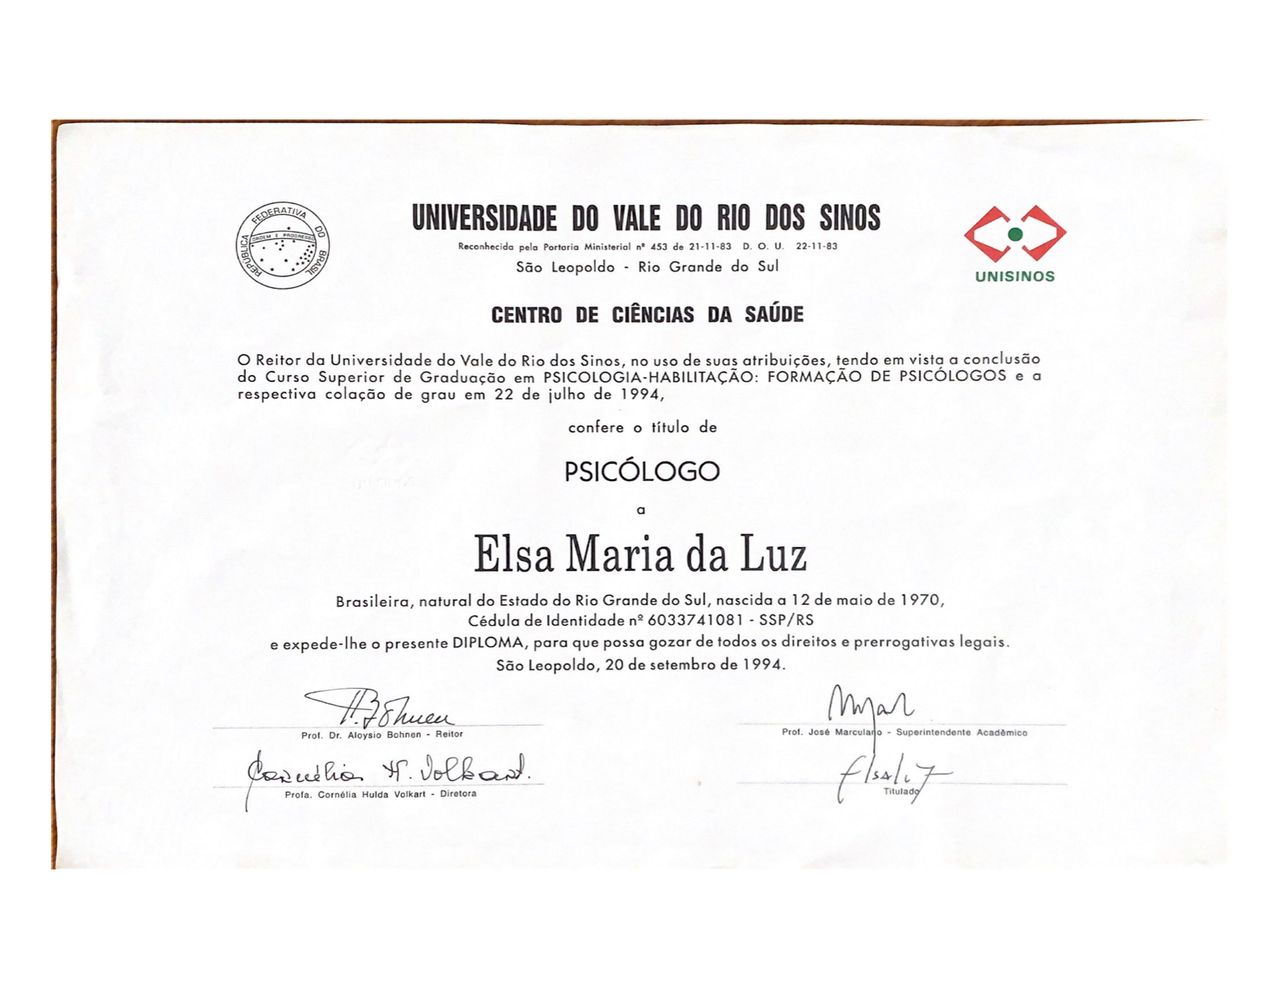 REPÚBLICA FEDERATIVA DO BRASIL
ORDEM E PROGRESSO
UNIVERSIDADE DO VALE DO RIO DOS SINOS
Reconhecida pela Portaria Ministerial nº 453 de 21-11-83 D. O. U. 22-11-83
São Leopoldo - Rio Grande do Sul
UNISINOS
CENTRO DE CIÊNCIAS DA SAÚDE
O Reitor da Universidade do Vale do Rio dos Sinos, no uso de suas atribuições, tendo em vista a conclusão
do Curso Superior de Graduação em PSICOLOGIA-HABILITAÇÃO: FORMAÇÃO DE PSICÓLOGOS e a
respectiva colação de grau em 22 de julho de 1994,
confere o título de
PSICÓLOGO
a
Elsa Maria da Luz
Brasileira, natural do Estado do Rio Grande do Sul, nascida a 12 de maio de 1970,
Cédula de Identidade nº 6033741081 - SSP/RS
e expede-lhe o presente DIPLOMA, para que possa gozar de todos os direitos e prerrogativas legais.
São Leopoldo, 20 de setembro de 1994.
Prof. Dr. Aloysio Bohnen - Reitor
Prof. José Marculano - Superintendente Acadêmico
Cornélia H. Volkart.
Profa. Cornélia Hulda Volkart - Diretora
Titulado